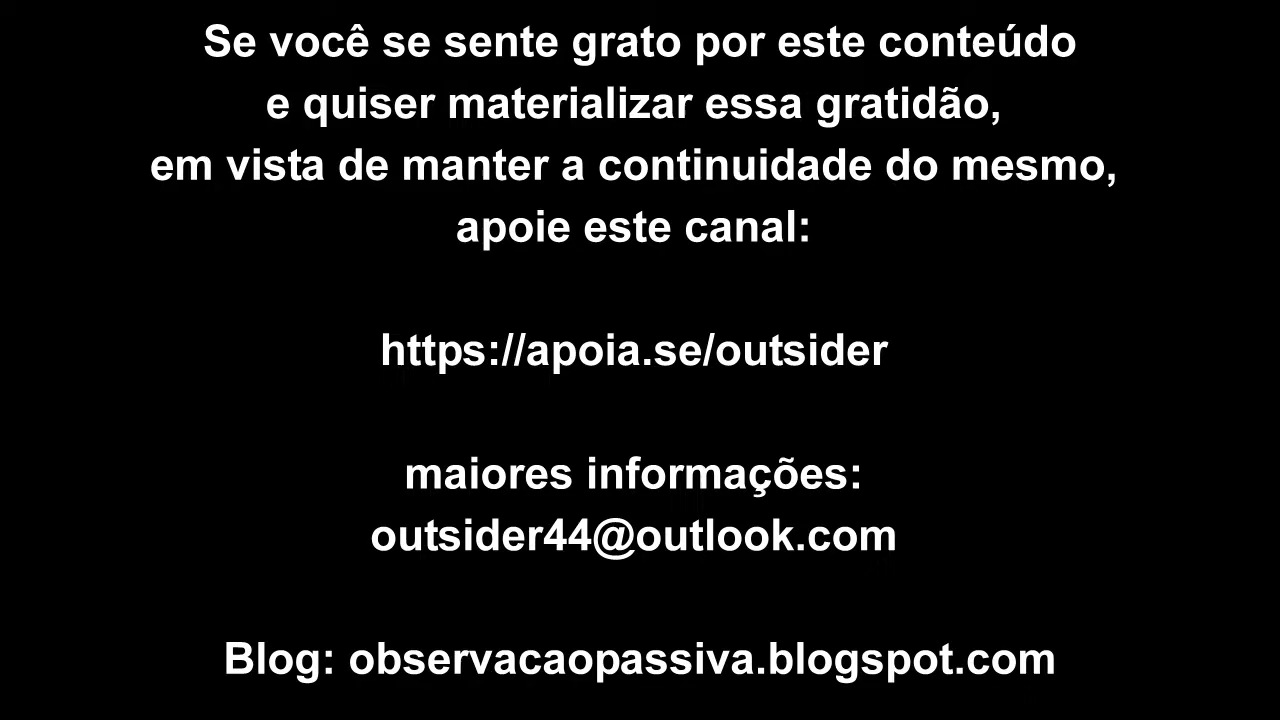 Se você se sente grato por este conteúdo
e quiser materializar essa gratidão,
em vista de manter a continuidade do mesmo,
apoie este canal:
https://apoia.se/outsider
maiores informações:
outsider44@outlook.com
Blog: observacaopassiva.blogspot.com